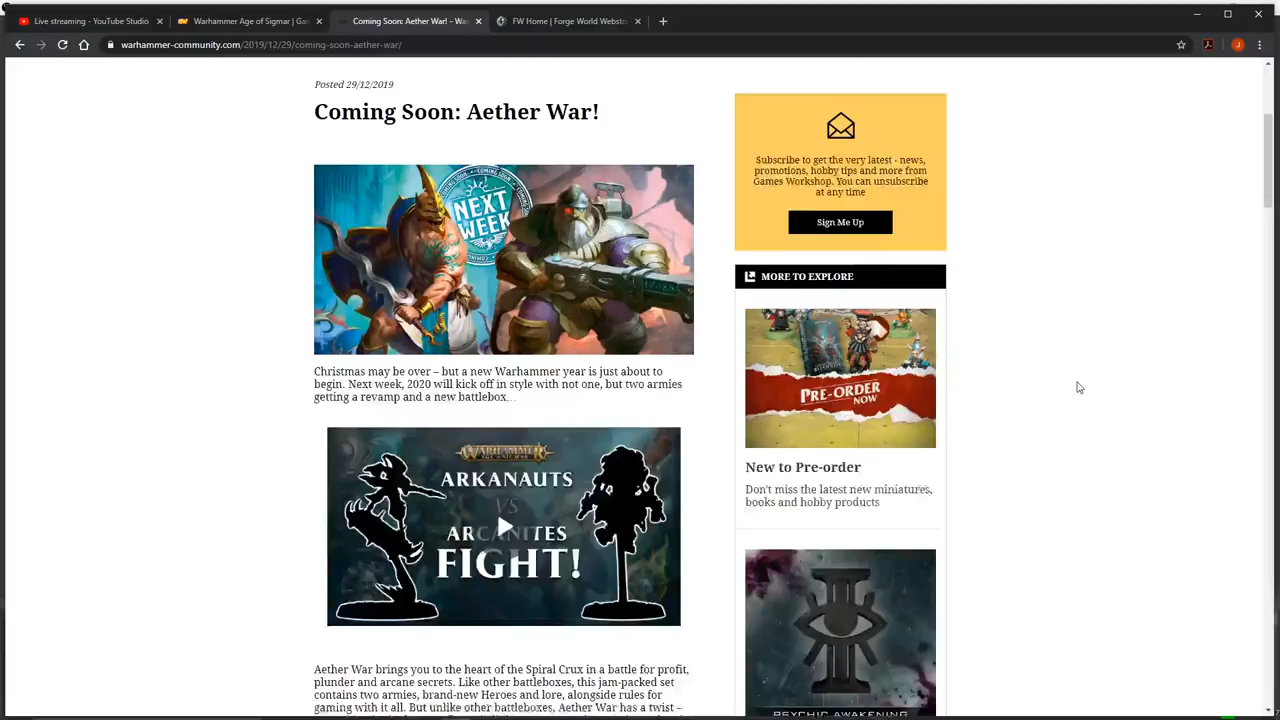 Live streaming - YouTube Studio
Warhammer Age of Sigmar | Gam
Coming Soon: Aether War! - War
FW Home | Forge World Webstor
warhammer-community.com/2019/12/29/coming-soon-aether-war/
Posted 29/12/2019
Coming Soon: Aether War!
COMING SOON
NEXT
WEEK
Christmas may be over – but a new Warhammer year is just about to
begin. Next week, 2020 will kick off in style with not one, but two armies
getting a revamp and a new battlebox…
WARHAMMER
AGE OF SIGMAR
ARKANAUTS
VS
ARCANITES
FIGHT!
Aether War brings you to the heart of the Spiral Crux in a battle for profit,
plunder and arcane secrets. Like other battleboxes, this jam-packed set
contains two armies, brand-new Heroes and lore, alongside rules for
gaming with it all. But unlike other battleboxes, Aether War has a twist –
Subscribe to get the very latest - news,
promotions, hobby tips and more from
Games Workshop. You can unsubscribe
at any time
Sign Me Up
MORE TO EXPLORE
PRE-ORDER
NOW
New to Pre-order
Don't miss the latest new miniatures,
books and hobby products
PSYCHIC AWAKENING